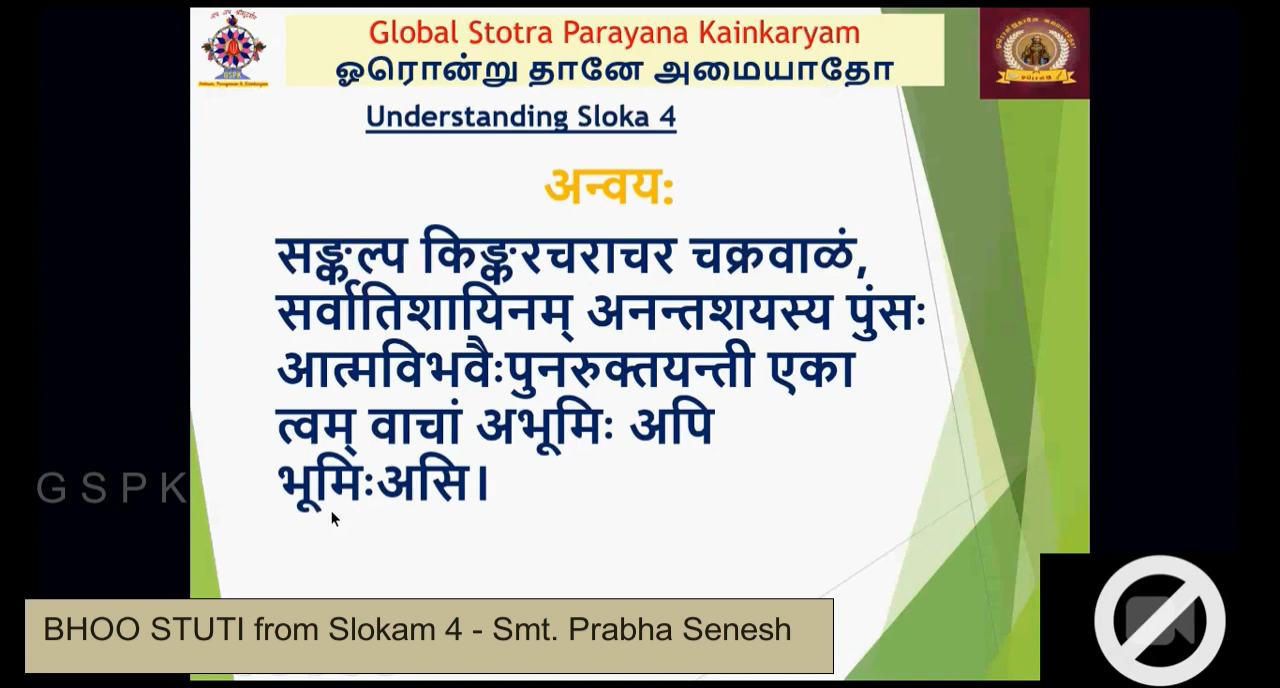 Global Stotra Parayana Kainkaryam
ஓரொன்று தானே அமையாதோ
GSPK
Understanding Sloka 4
अन्वय:
सङ्कल्प किङ्करचराचर चक्रवाळं,
सर्वातिशायिनम् अनन्तशयस्य पुंसः
आत्मविभवैःपुनरुक्तयन्ती एका
त्वम् वाचां अभूमिः अपि
भूमिःअसि।
G S P K
BHOO STUTI from Slokam 4 - Smt. Prabha Senesh